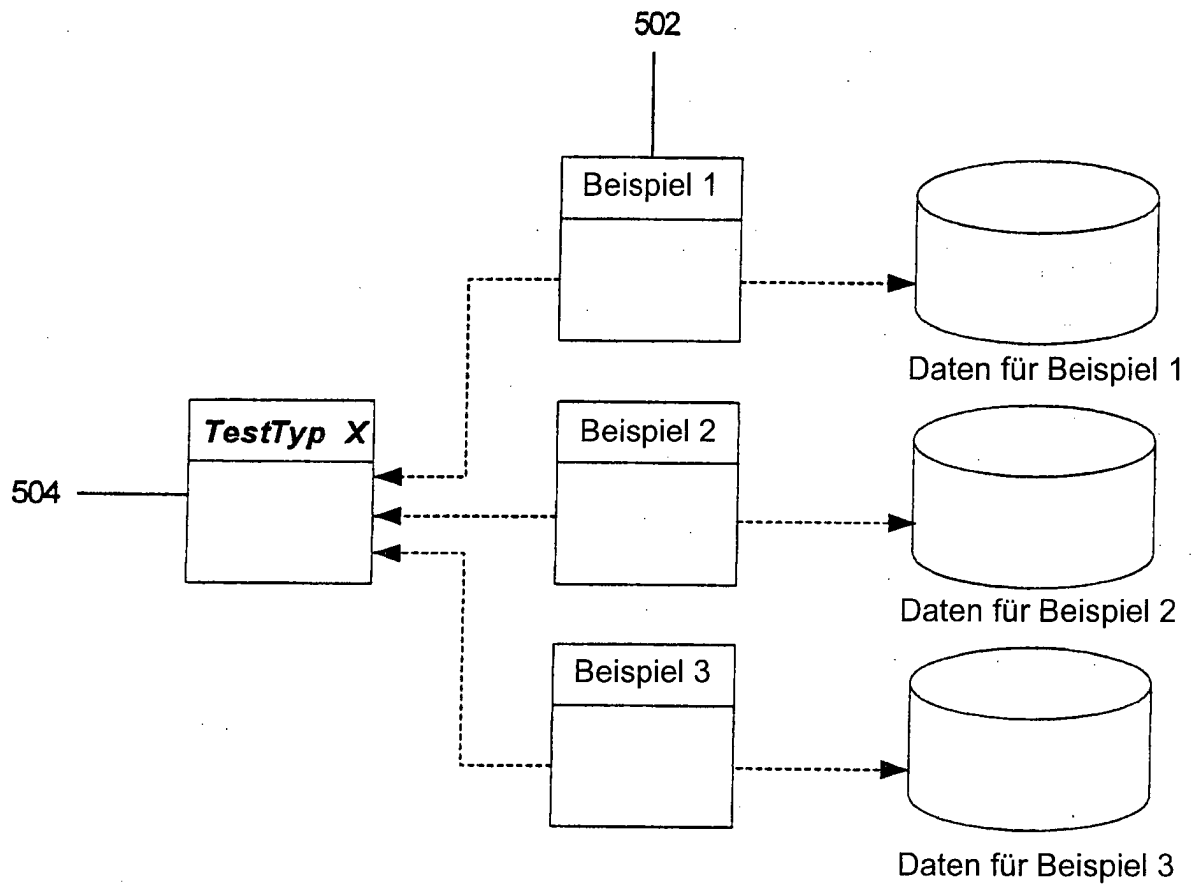 502
Beispiel 1
Daten für Beispiel 1
TestTyp X
Beispiel 2
504
Daten für Beispiel 2
Beispiel 3
Daten für Beispiel 3